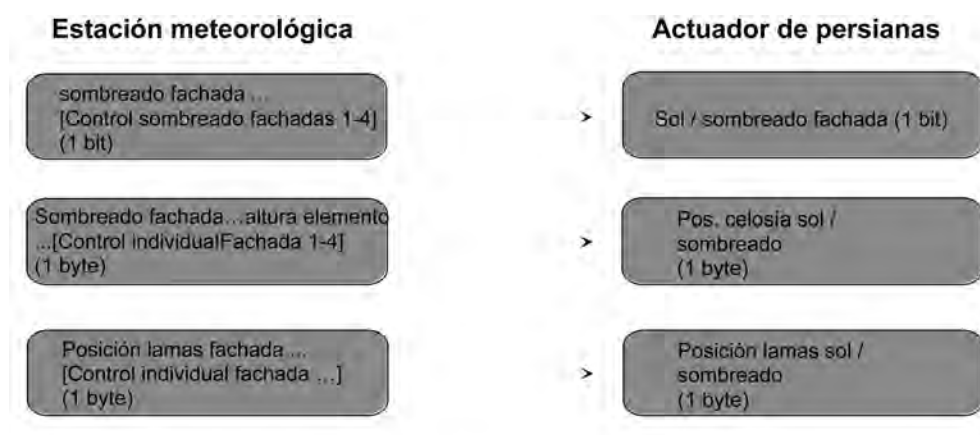 Estación meteorológica
Actuador de persianas
sombreado fachada ...
[Control sombreado fachadas 1-4]
(1 bit)
Sol / sombreado fachada (1 bit)
Sombreado fachada...altura elemento
...[Control individualFachada 1-4]
(1 byte)
Pos. celosía sol /
sombreado
(1 byte)
Posición lamas fachada ...
[Control individual fachada ...]
(1 byte)
Posición lamas sol /
sombreado
(1 byte)